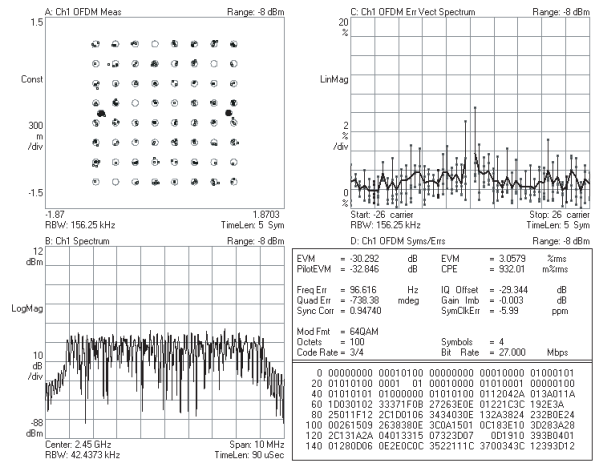 A: Ch1 OFDM Meas Range: -8 dBm
1.5
Const
300
m
/div
-1.5
-1.87 1.8703
RBW: 156.25 kHz TimeLen: 5 Sym
C: Ch1 OFDM Err Vect Spectrum Range: -8 dBm
20
%
LinMag
2
%
/div
0
%
Start: -26 carrier Stop: 26 carrier
RBW: 156.25 kHz TimeLen: 5 Sym
B: Ch1 Spectrum Range: -8 dBm
12
dBm
LogMag
10
dB
/div
-88
dBm
Center: 2.45 GHz Span: 10 MHz
RBW: 42.4373 kHz TimeLen: 90 uSec
D: Ch1 OFDM Syms/Errs Range: -8 dBm
EVM = -30.292 dB EVM = 3.0579 %rms
PilotEVM = -32.846 dB CPE = 932.01 m%rms
Freq Err = 96.616 Hz IQ Offset = -29.344 dB
Quad Err = -738.38 mdeg Gain Imb = -0.003 dB
Sync Corr = 0.94740 SymClkErr = -5.99 ppm
Mod Fmt = 64QAM
Octets = 100 Symbols = 4
Code Rate = 3/4 Bit Rate = 27.000 Mbps
0 00000000 00010100 00000000 00010000 01000101
20 01010100 0001 01 00010000 01010001 00000100
40 01010101 01000000 01010100 0112042A 013A011A
60 1D030102 33371F0B 27263E0E 01221C3C 192E3A
80 25011F12 2C1D0106 3434030E 132A3824 232B0E24
100 00261509 2638380E 3C0A1501 0C183E10 3D283A28
120 2C131A2A 04013315 07323D07 0D1910 393B0401
140 01280D06 0E2E0C0C 3522111C 3700343C 12393D12